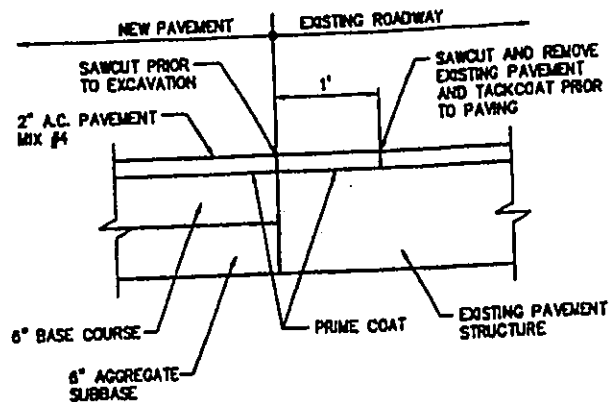 NEW PAVEMENT
EXISTING ROADWAY
SAWCUT PRIOR
TO EXCAVATION
1'
SAWCUT AND REMOVE
EXISTING PAVEMENT
AND TACKCOAT PRIOR
TO PAVING
2" A.C. PAVEMENT
MIX #4
6" BASE COURSE
PRIME COAT
EXISTING PAVEMENT
STRUCTURE
6" AGGREGATE
SUBBASE